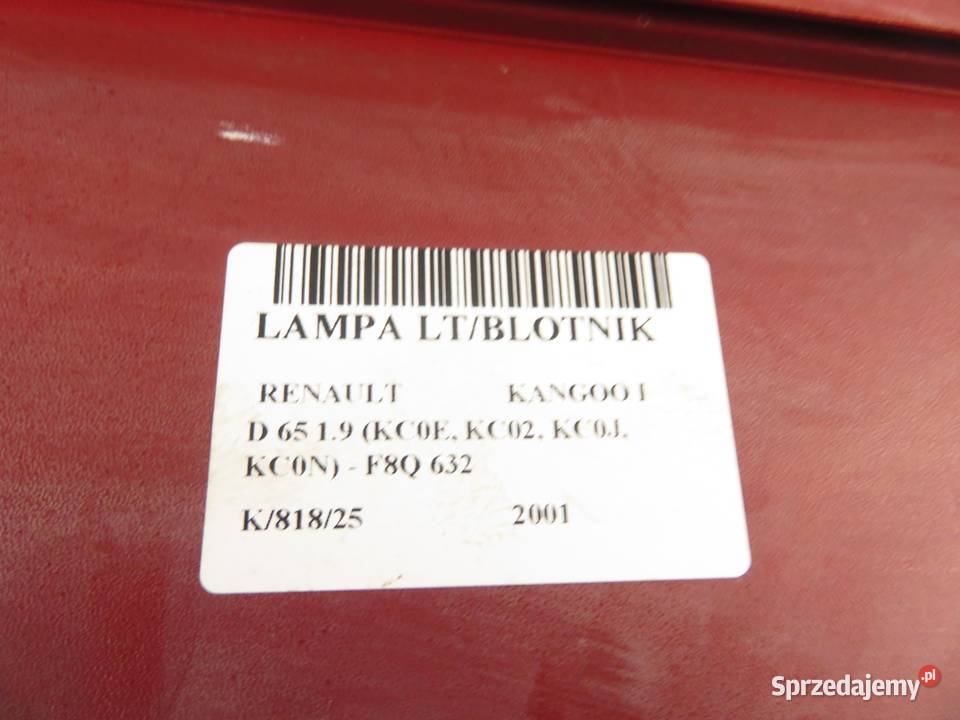 LAMPA LT/BLOTNIK
RENAULT KANGOO I
D 65 1.9 (KC0E, KC02, KC0J,
KC0N) - F8Q 632
K/818/25 2001
Sprzedajemy.pl